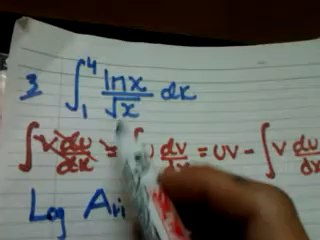 3 ∫₁⁴ lnx/√x dx
∫ v du/dx = ∫ u dv/dx = uv - ∫ v du/dx
Log